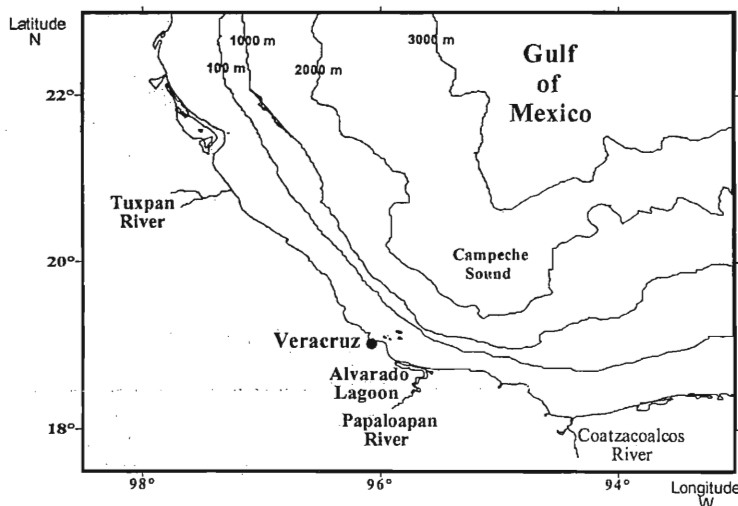 Latitude
N
1000 m
3000 m
100 m
2000 m
Gulf
of
Mexico
22°
Tuxpan
River
Campeche
Sound
20°
Veracruz
Alvarado
Lagoon
Papaloapan
River
Coatzacoalcos
River
18°
98°
96°
94°
Longitude
W